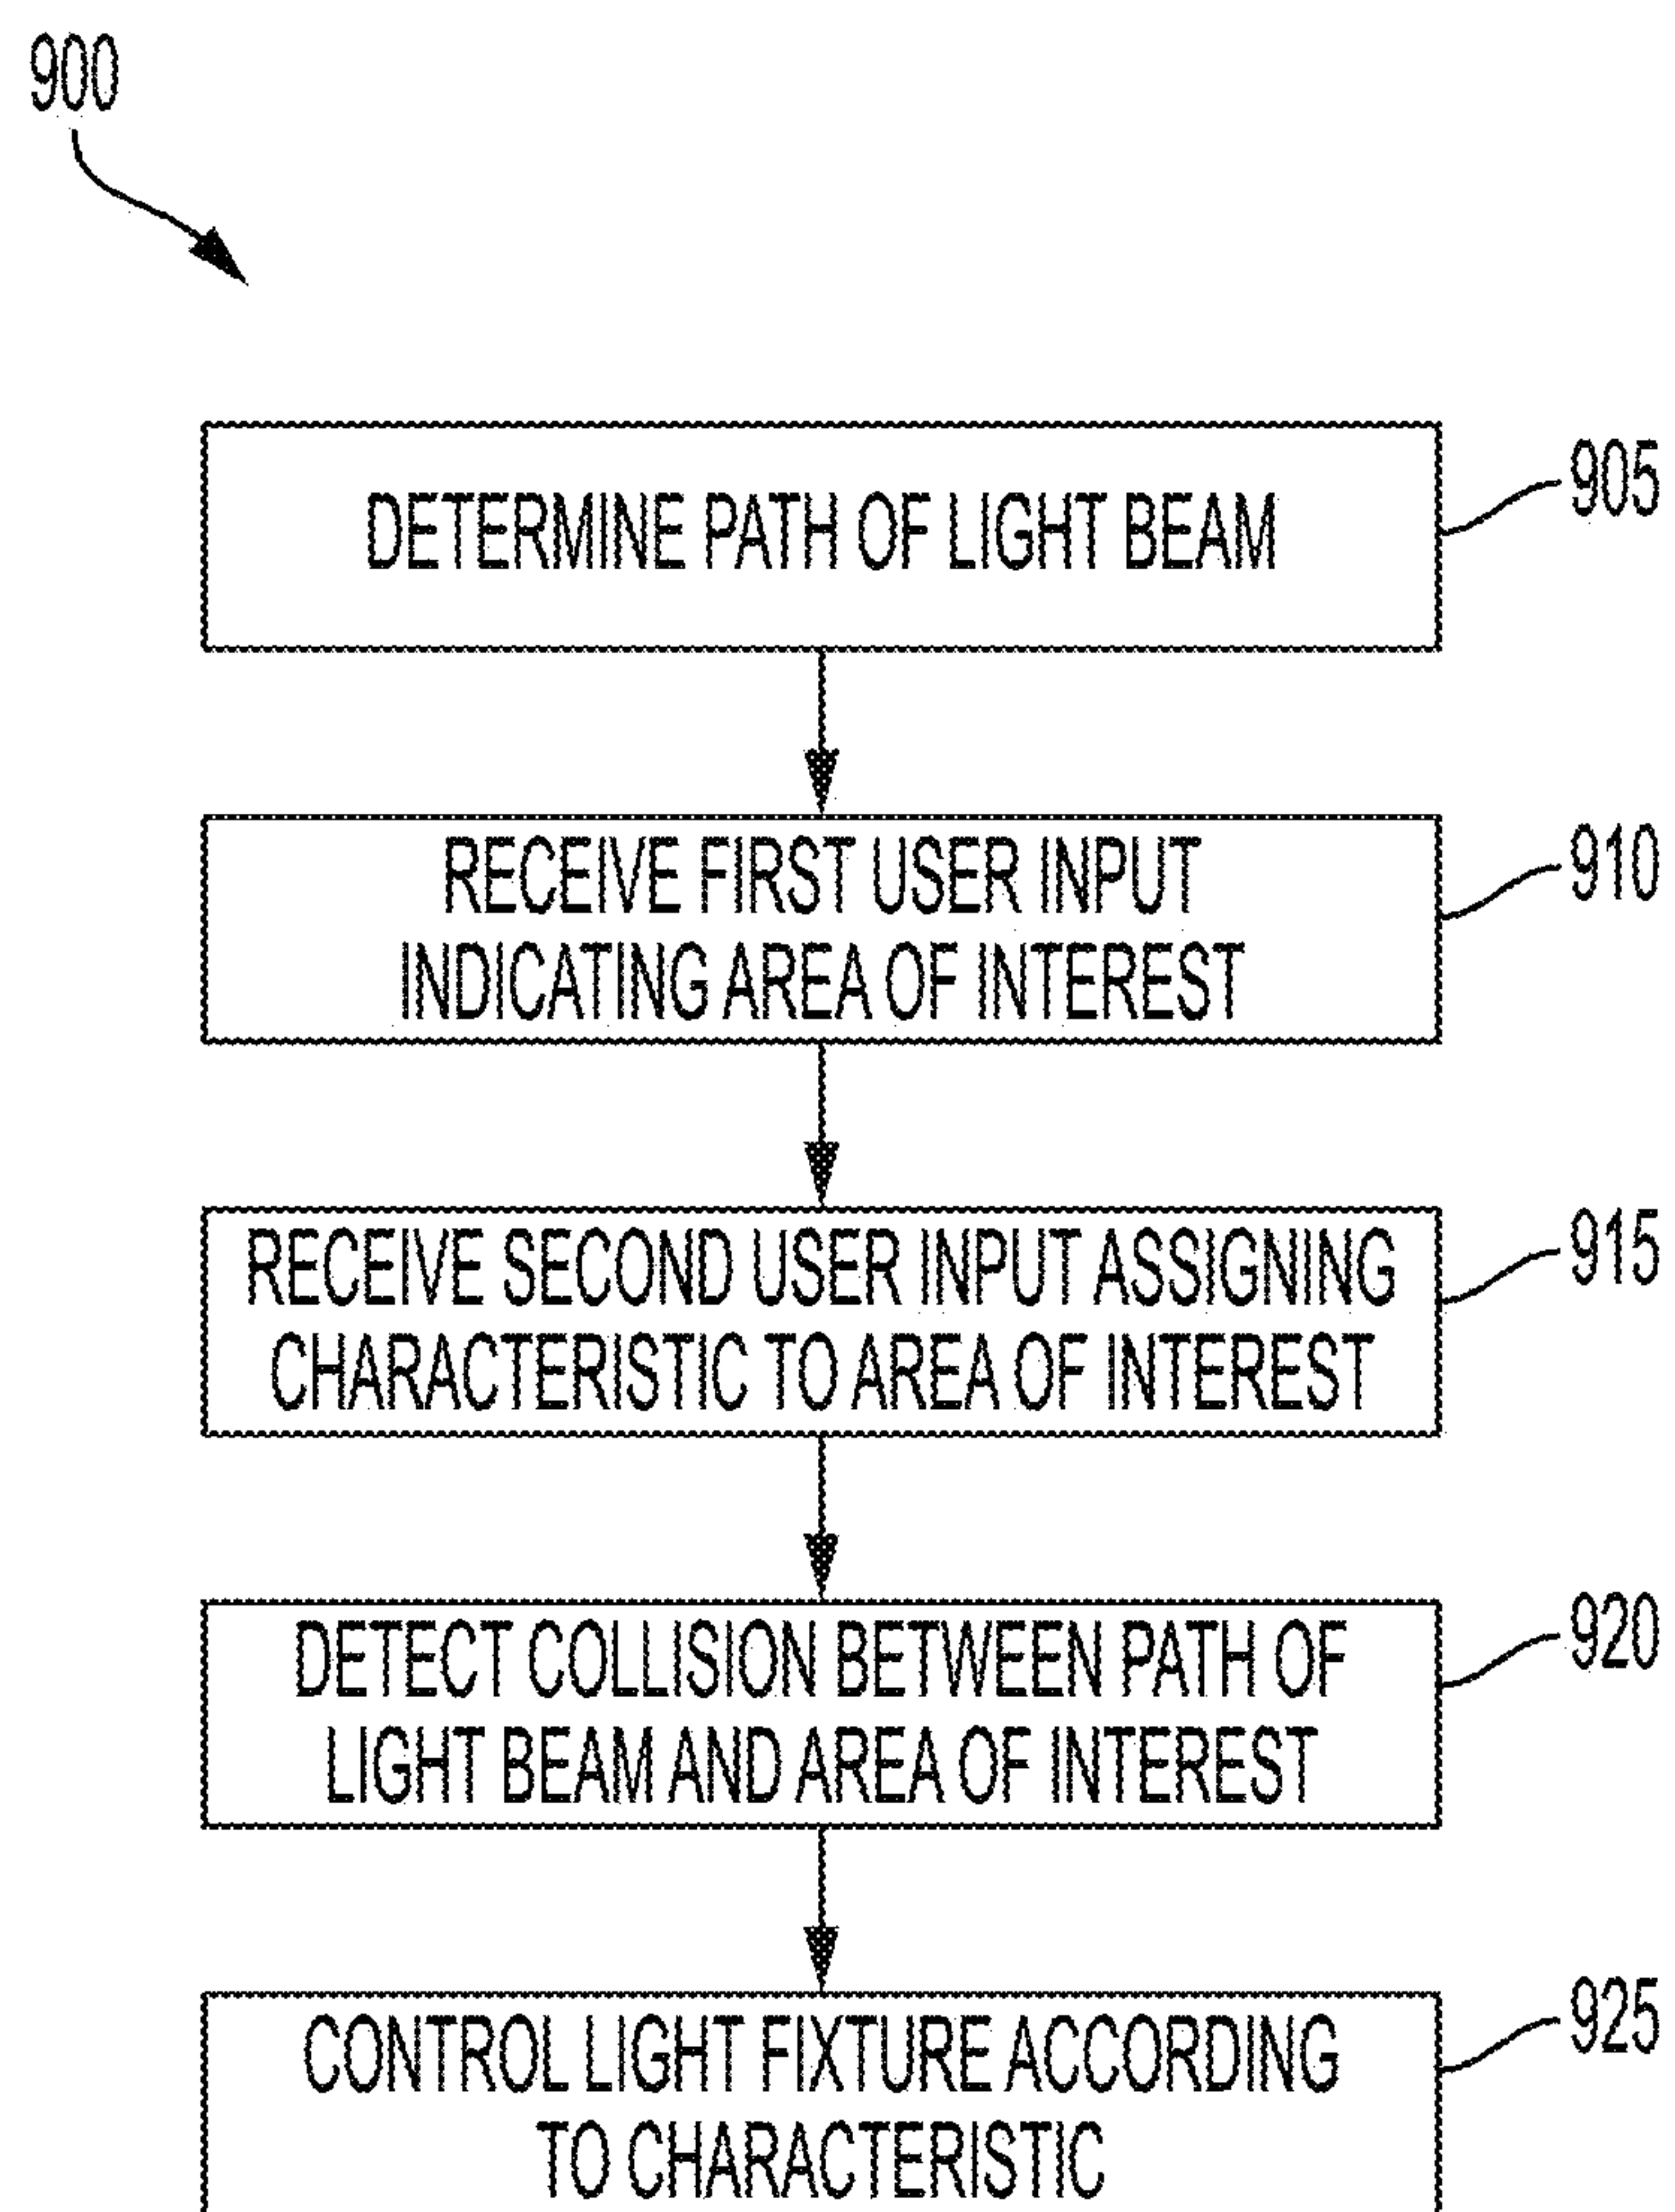 900
DETERMINE PATH OF LIGHT BEAM
905
RECEIVE FIRST USER INPUT
INDICATING AREA OF INTEREST
910
RECEIVE SECOND USER INPUT ASSIGNING
CHARACTERISTIC TO AREA OF INTEREST
915
DETECT COLLISION BETWEEN PATH OF
LIGHT BEAM AND AREA OF INTEREST
920
CONTROL LIGHT FIXTURE ACCORDING
TO CHARACTERISTIC
925